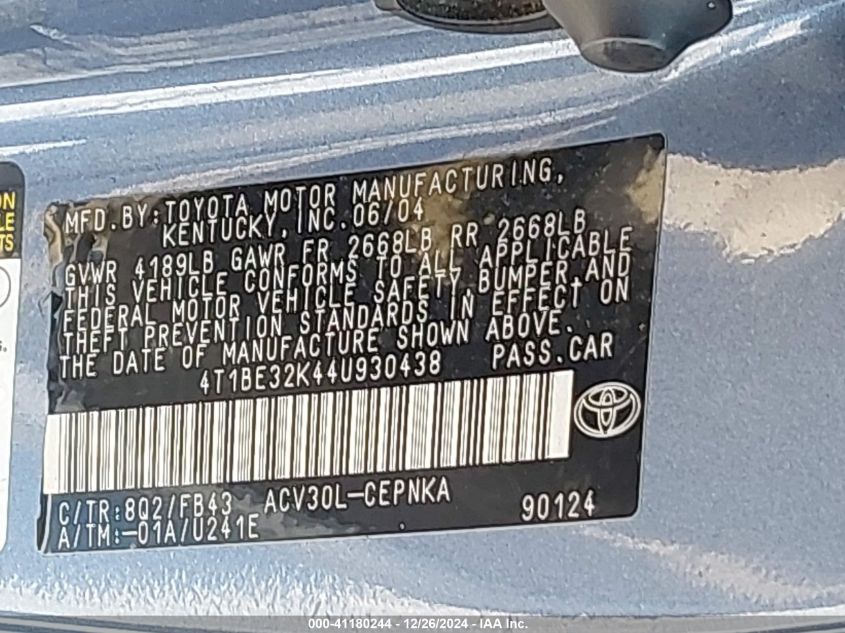 ON
LE
TS
S.
MFD. BY: TOYOTA MOTOR MANUFACTURING,
KENTUCKY, INC. 06/04
GVWR 4189LB GAWR FR 2668LB RR 2668LB
THIS VEHICLE CONFORMS TO ALL APPLICABLE
FEDERAL MOTOR VEHICLE SAFETY BUMPER,AND
THEFT PREVENTION STANDARDS IN EFFECT ON
THE DATE OF MANUFACTURE SHOWN ABOVE.
4T1BE32K44U930438 PASS.CAR
C/TR:8Q2/FB43 ACV30L-CEPNKA
A/TM:-01A/U241E 90124
000-41180244 - 12/26/2024 - IAA Inc.